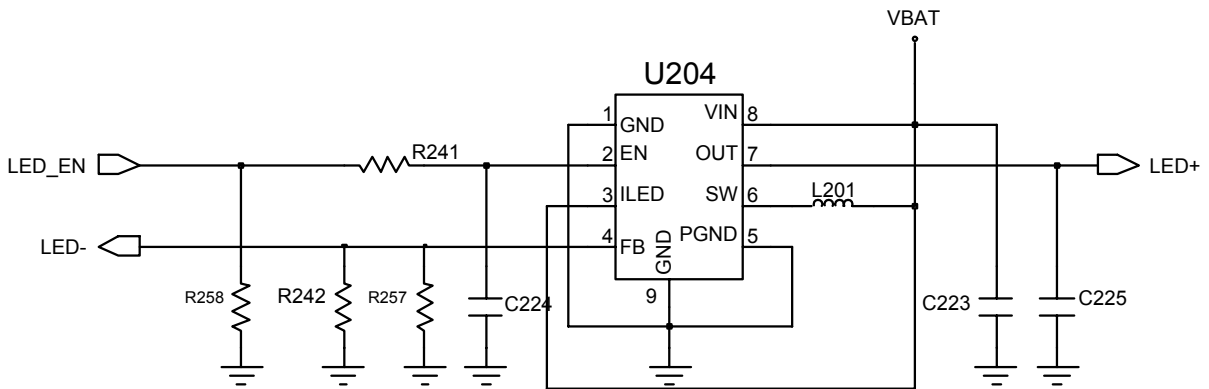 VBAT
U204
1
GND
VIN
8
LED_EN
R241
2
EN
OUT
7
LED+
3
ILED
SW
6
L201
LED-
4
FB
GND
PGND
5
R258
R242
R257
C224
9
C223
C225